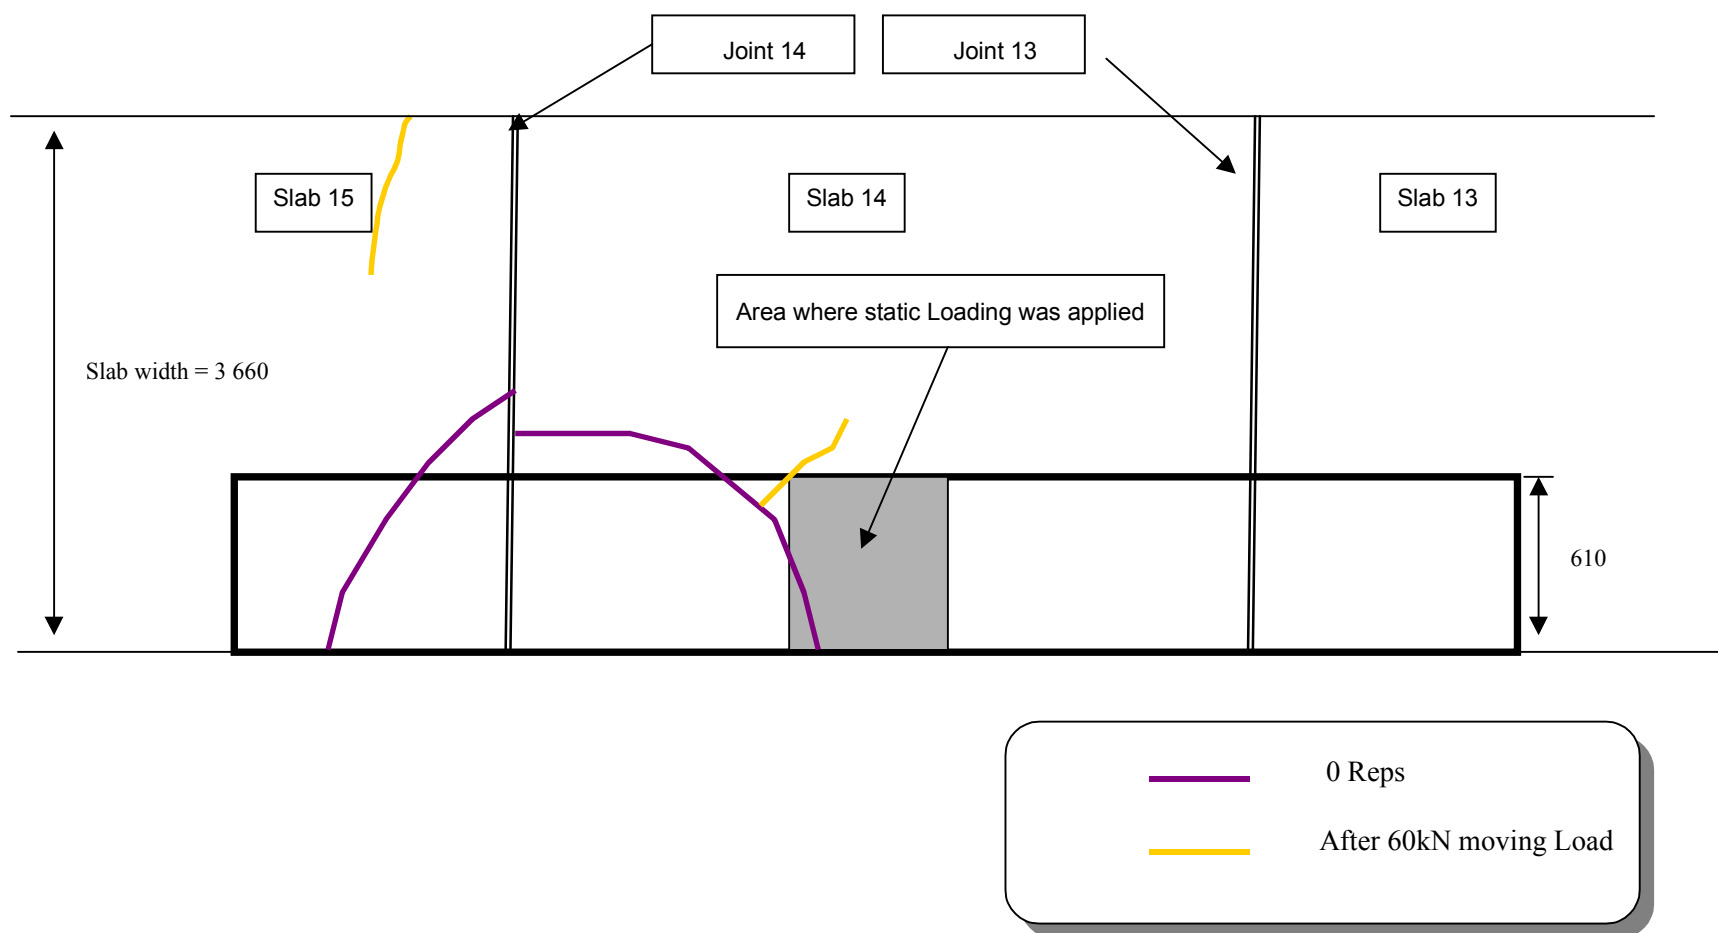 Joint 14
Joint 13
Slab 15
Slab 14
Slab 13
Area where static Loading was applied
Slab width = 3 660
610
0 Reps
After 60kN moving Load